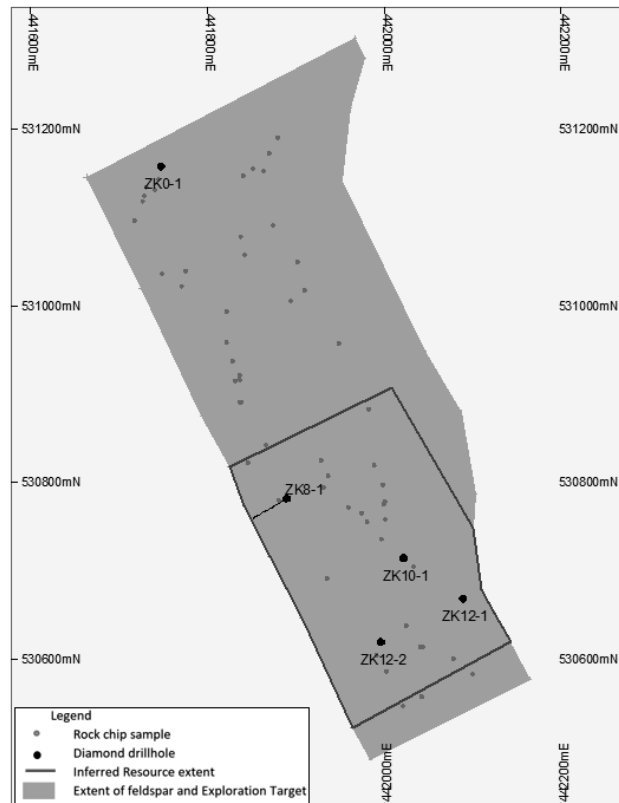 441600mE
441800mE
442000mE
442200mE
531200mN
ZK0-1
531000mN
530800mN
ZK8-1
ZK10-1
ZK12-1
ZK12-2
530600mN
530600mN
Legend
Rock chip sample
Diamond drillhole
Inferred Resource extent
Extent of feldspar and Exploration Target
442000mE
442200mE
531200mN
531000mN
530800mN